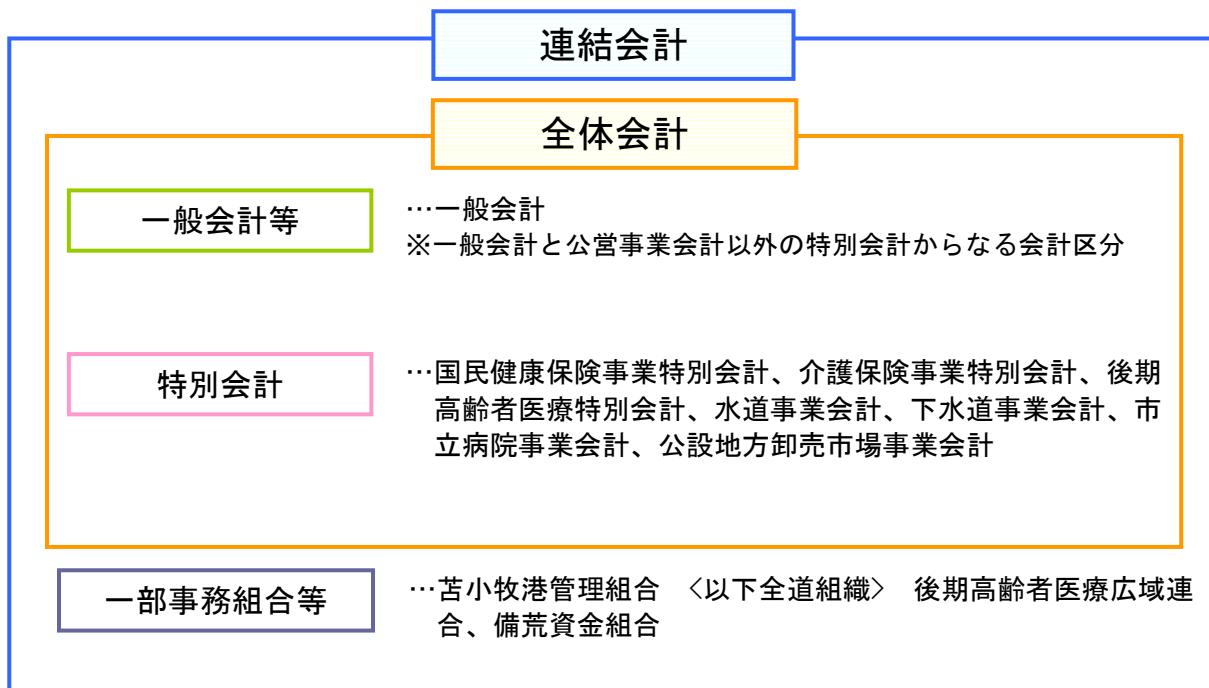 連結会計
全体会計
一般会計等
…一般会計
※一般会計と公営事業会計以外の特別会計からなる会計区分
特別会計
…国民健康保険事業特別会計、介護保険事業特別会計、後期
高齢者医療特別会計、水道事業会計、下水道事業会計、市
立病院事業会計、公設地方卸売市場事業会計
一部事務組合等
…苫小牧港管理組合　〈以下全道組織〉　後期高齢者医療広域連
合、備荒資金組合